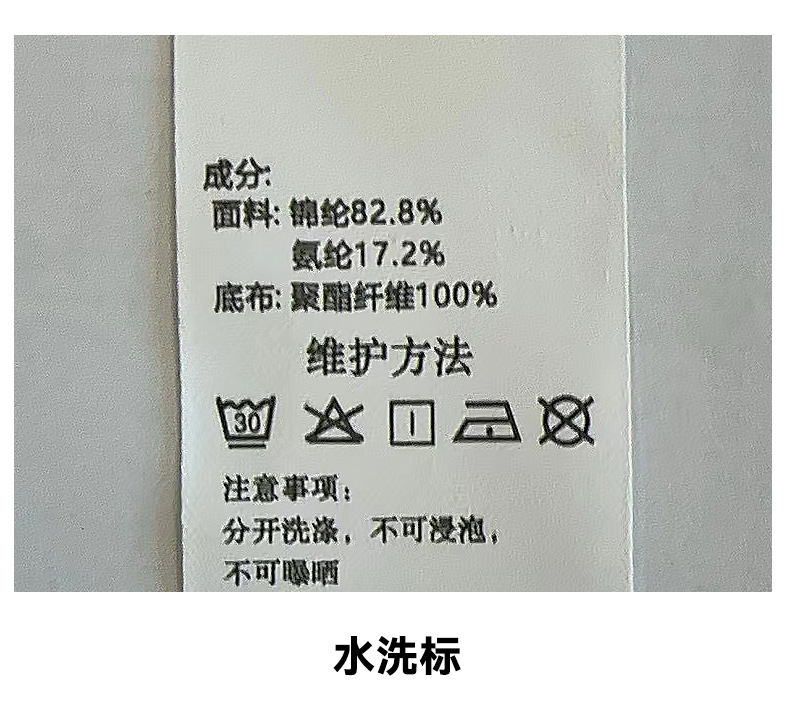 成分:
面料: 锦纶82.8%
氨纶17.2%
底布: 聚酯纤维100%
维护方法
30
注意事项:
分开洗涤，不可浸泡，
不可曝晒
水洗标